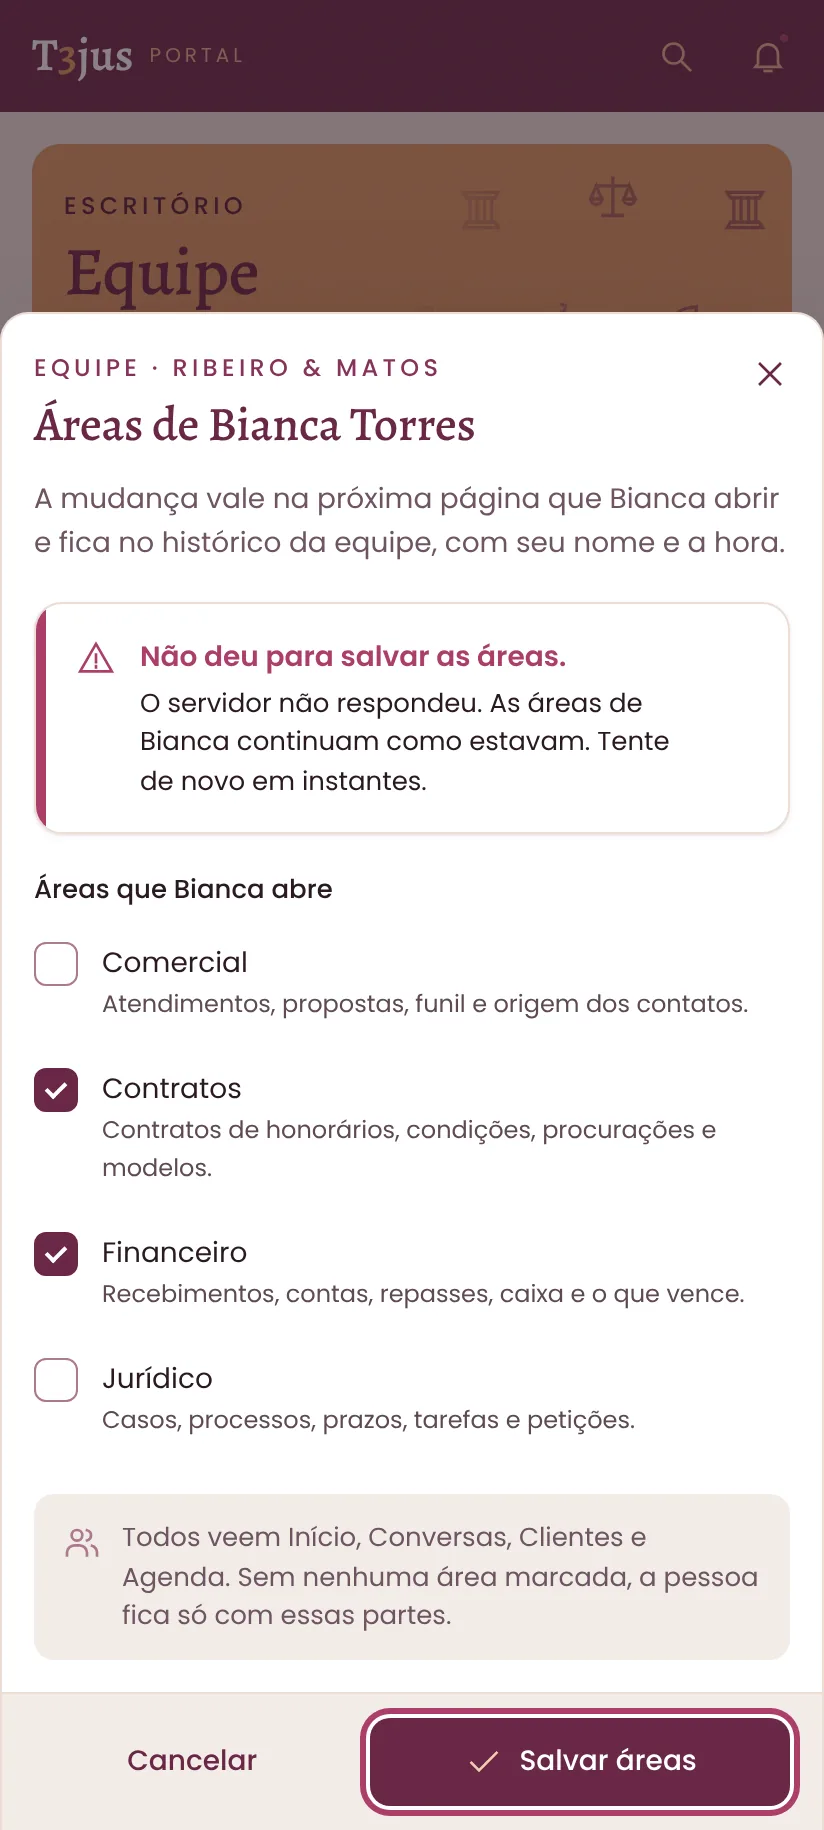 T3jus PORTAL
ESCRITÓRIO
Equipe
EQUIPE · RIBEIRO & MATOS
Áreas de Bianca Torres
A mudança vale na próxima página que Bianca abrir
e fica no histórico da equipe, com seu nome e a hora.
Não deu para salvar as áreas.
O servidor não respondeu. As áreas de
Bianca continuam como estavam. Tente
de novo em instantes.
Áreas que Bianca abre
Comercial
Atendimentos, propostas, funil e origem dos contatos.
Contratos
Contratos de honorários, condições, procurações e
modelos.
Financeiro
Recebimentos, contas, repasses, caixa e o que vence.
Jurídico
Casos, processos, prazos, tarefas e petições.
Todos veem Início, Conversas, Clientes e
Agenda. Sem nenhuma área marcada, a pessoa
fica só com essas partes.
Cancelar
Salvar áreas